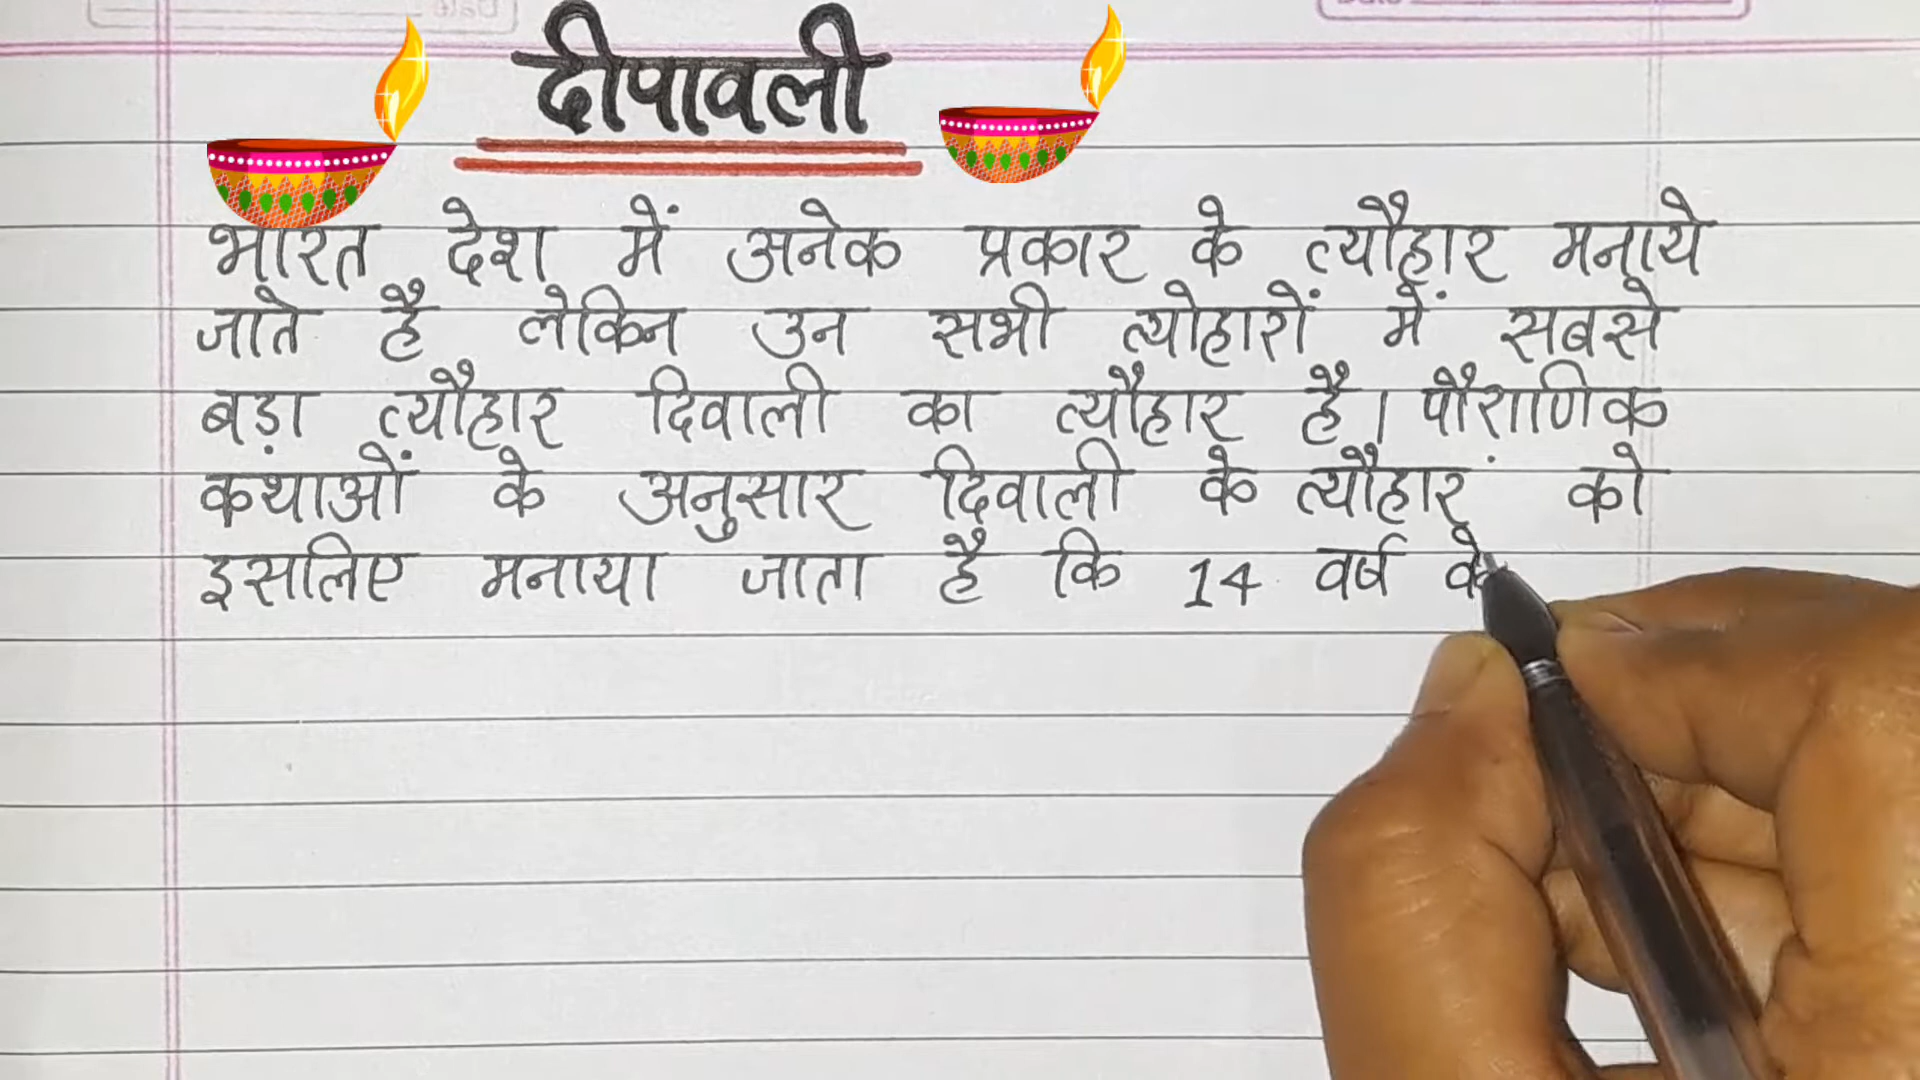 दीपावली
भारत देश में अनेक प्रकार के त्यौहार मनाये
जाते है लेकिन उन सभी त्योहारों में सबसे
बड़ा त्यौहार दिवाली का त्यौहार है। पौराणिक
कथाओं के अनुसार दिवाली के त्यौहार को
इसलिए मनाया जाता है कि 14 वर्ष के